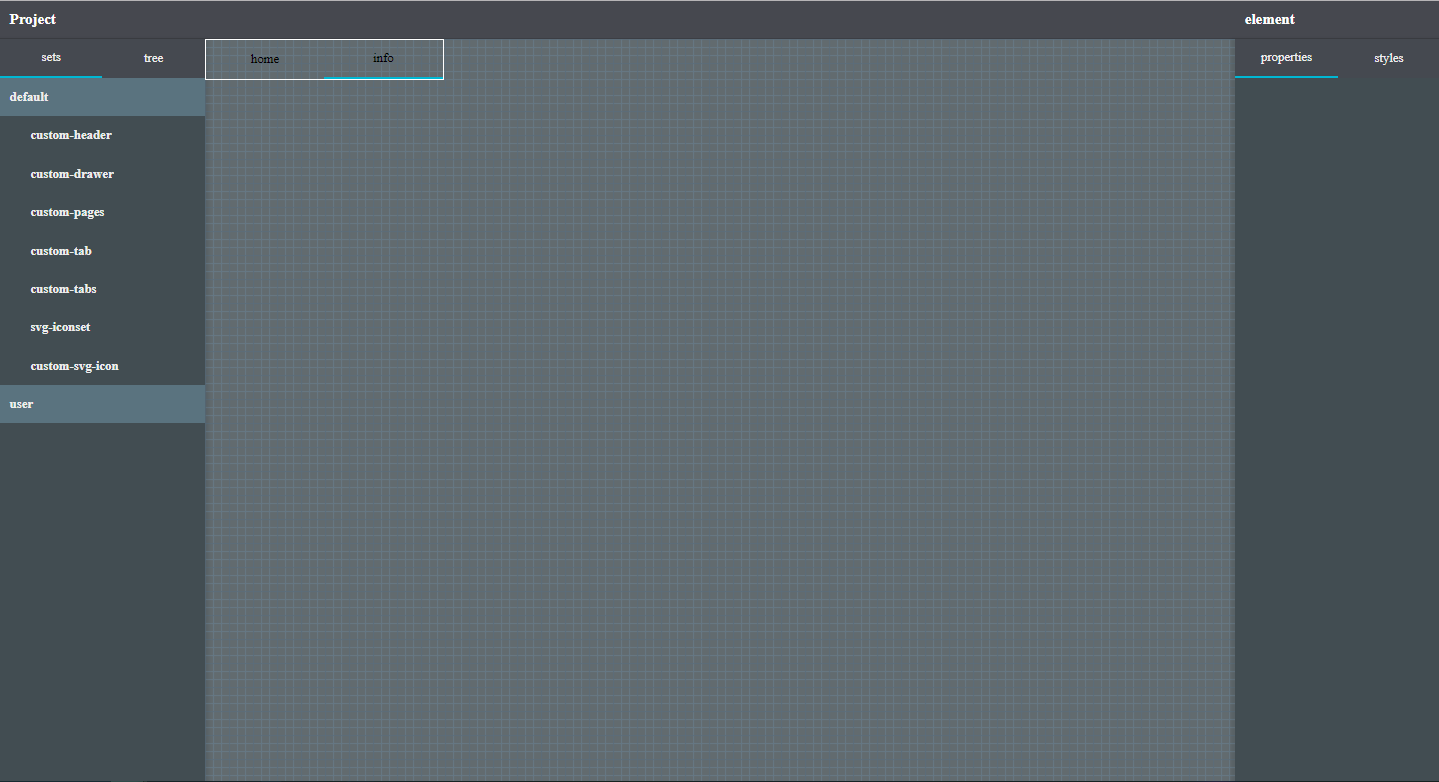 Project
element
sets tree
home info
properties styles
default
custom-header
custom-drawer
custom-pages
custom-tab
custom-tabs
svg-iconset
custom-svg-icon
user